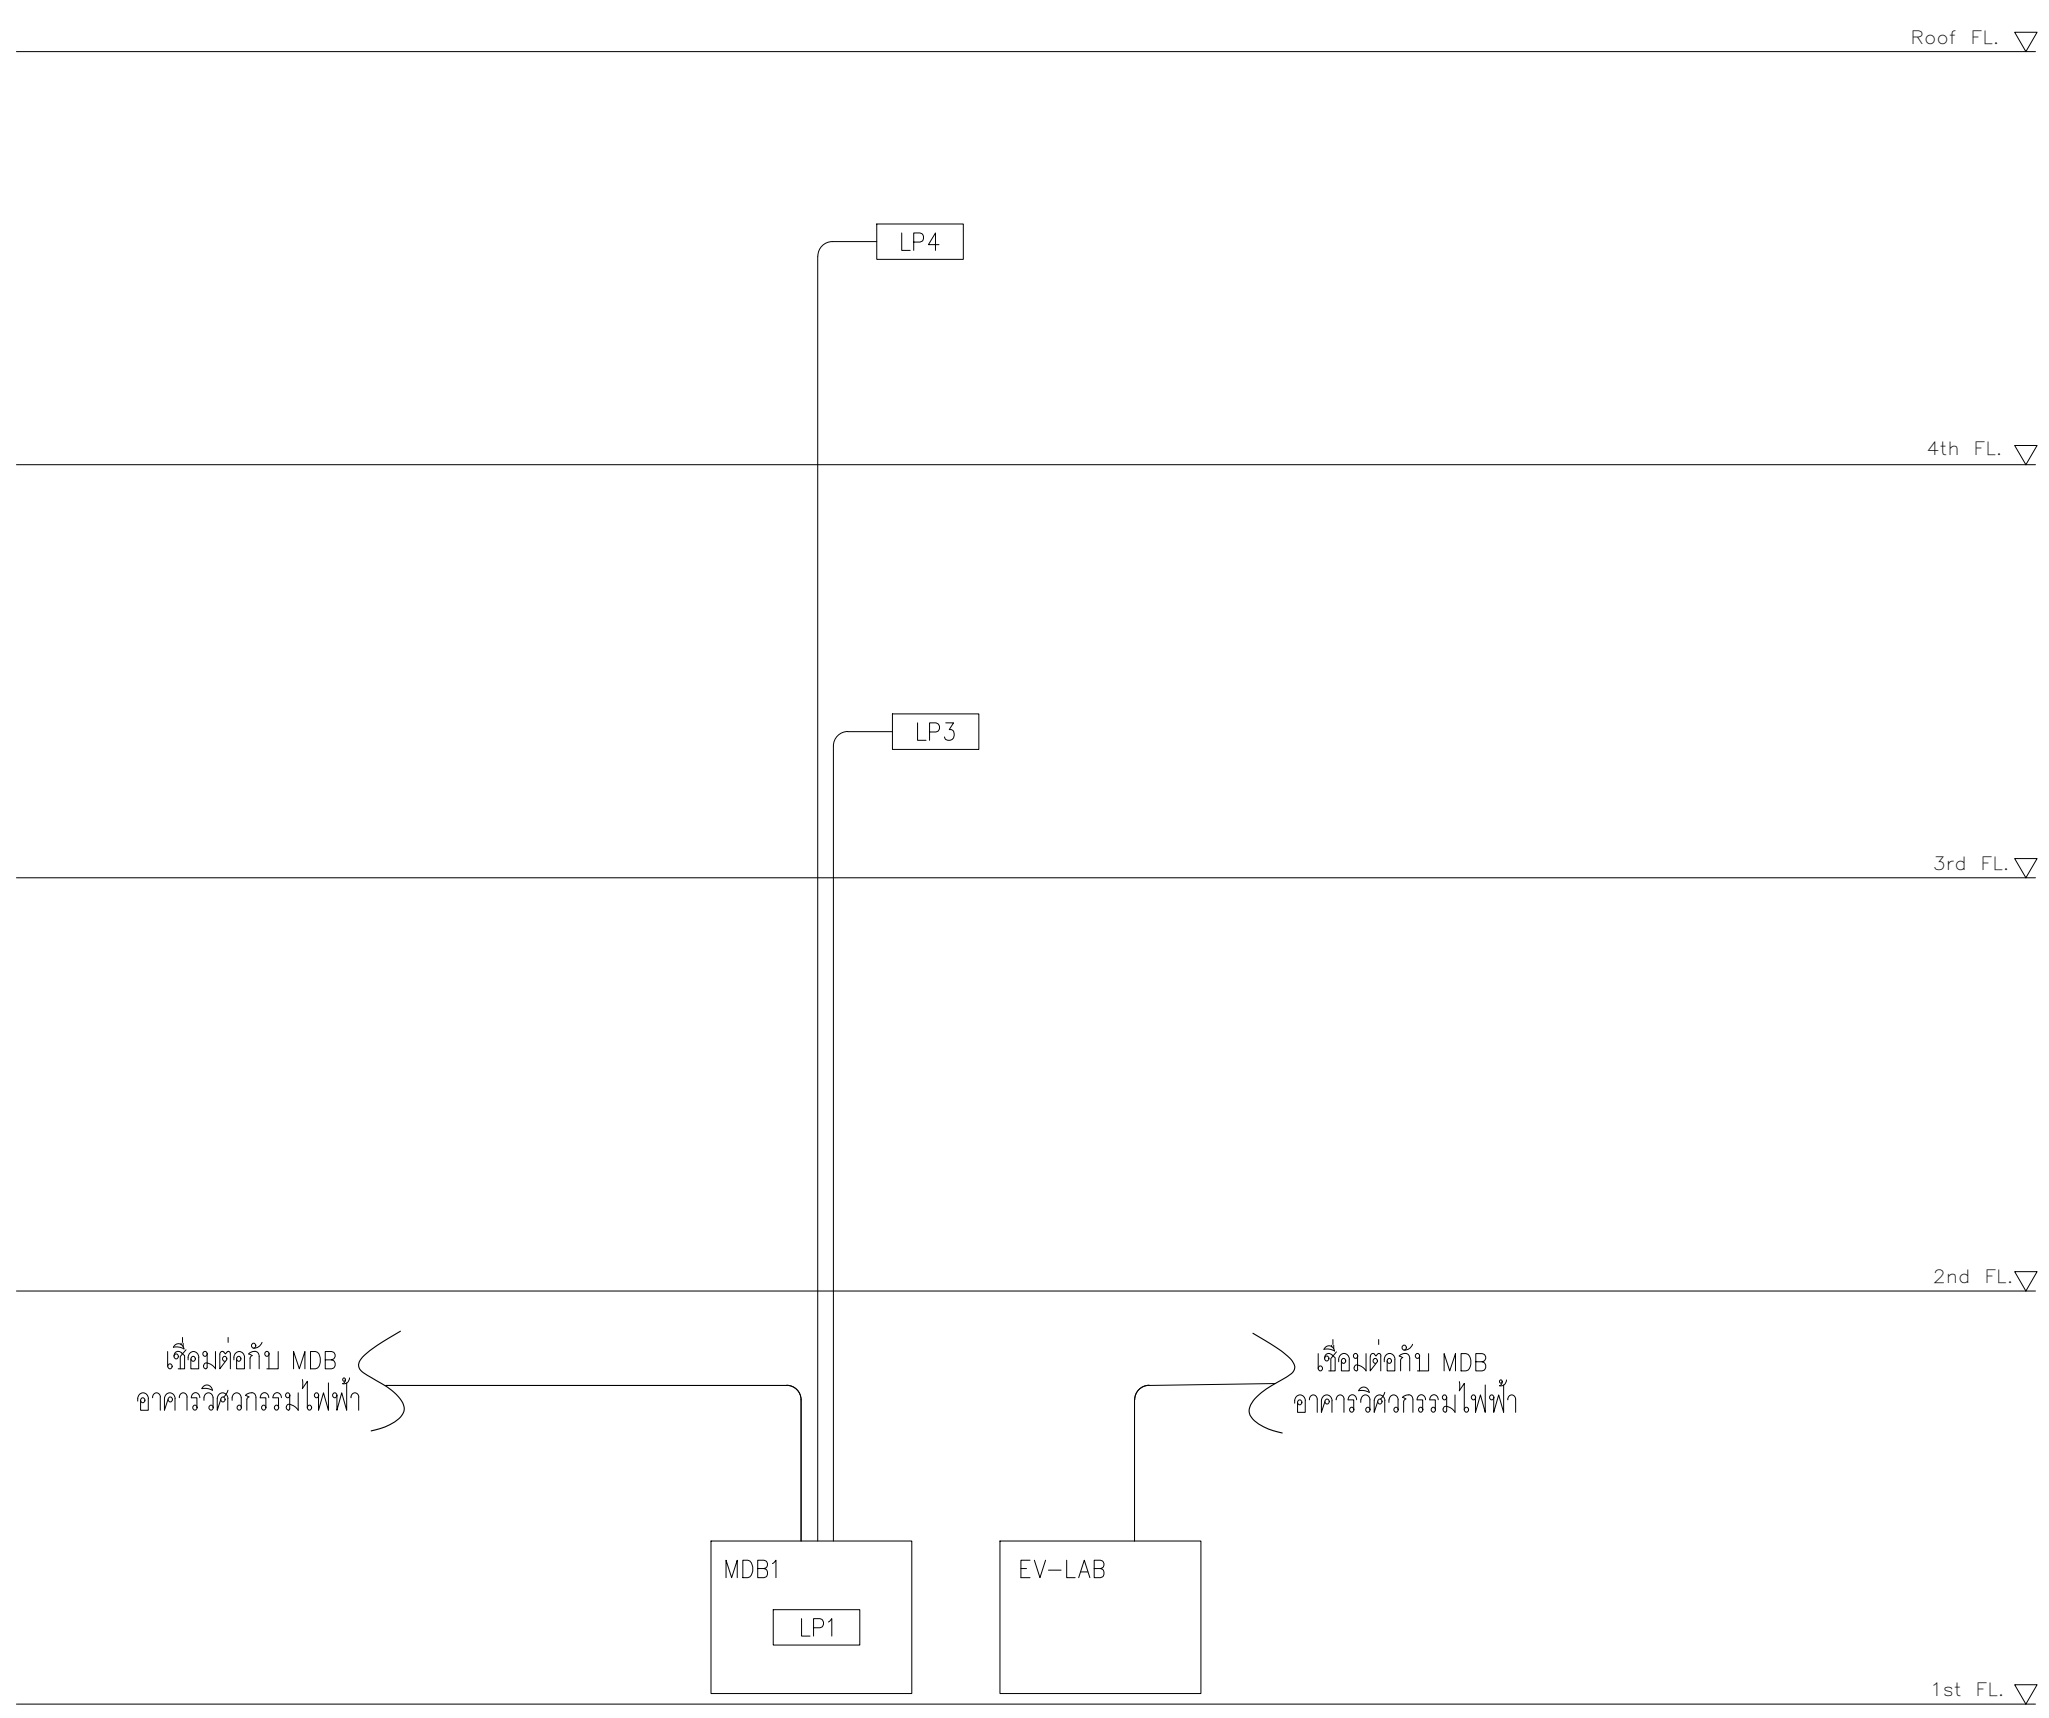 Roof FL.
LP4
4th FL.
LP3
3rd FL.
2nd FL.
เชื่อมต่อกับ MDB
อาคารวิศวกรรมไฟฟ้า
เชื่อมต่อกับ MDB
อาคารวิศวกรรมไฟฟ้า
MDB1
LP1
EV-LAB
1st FL.